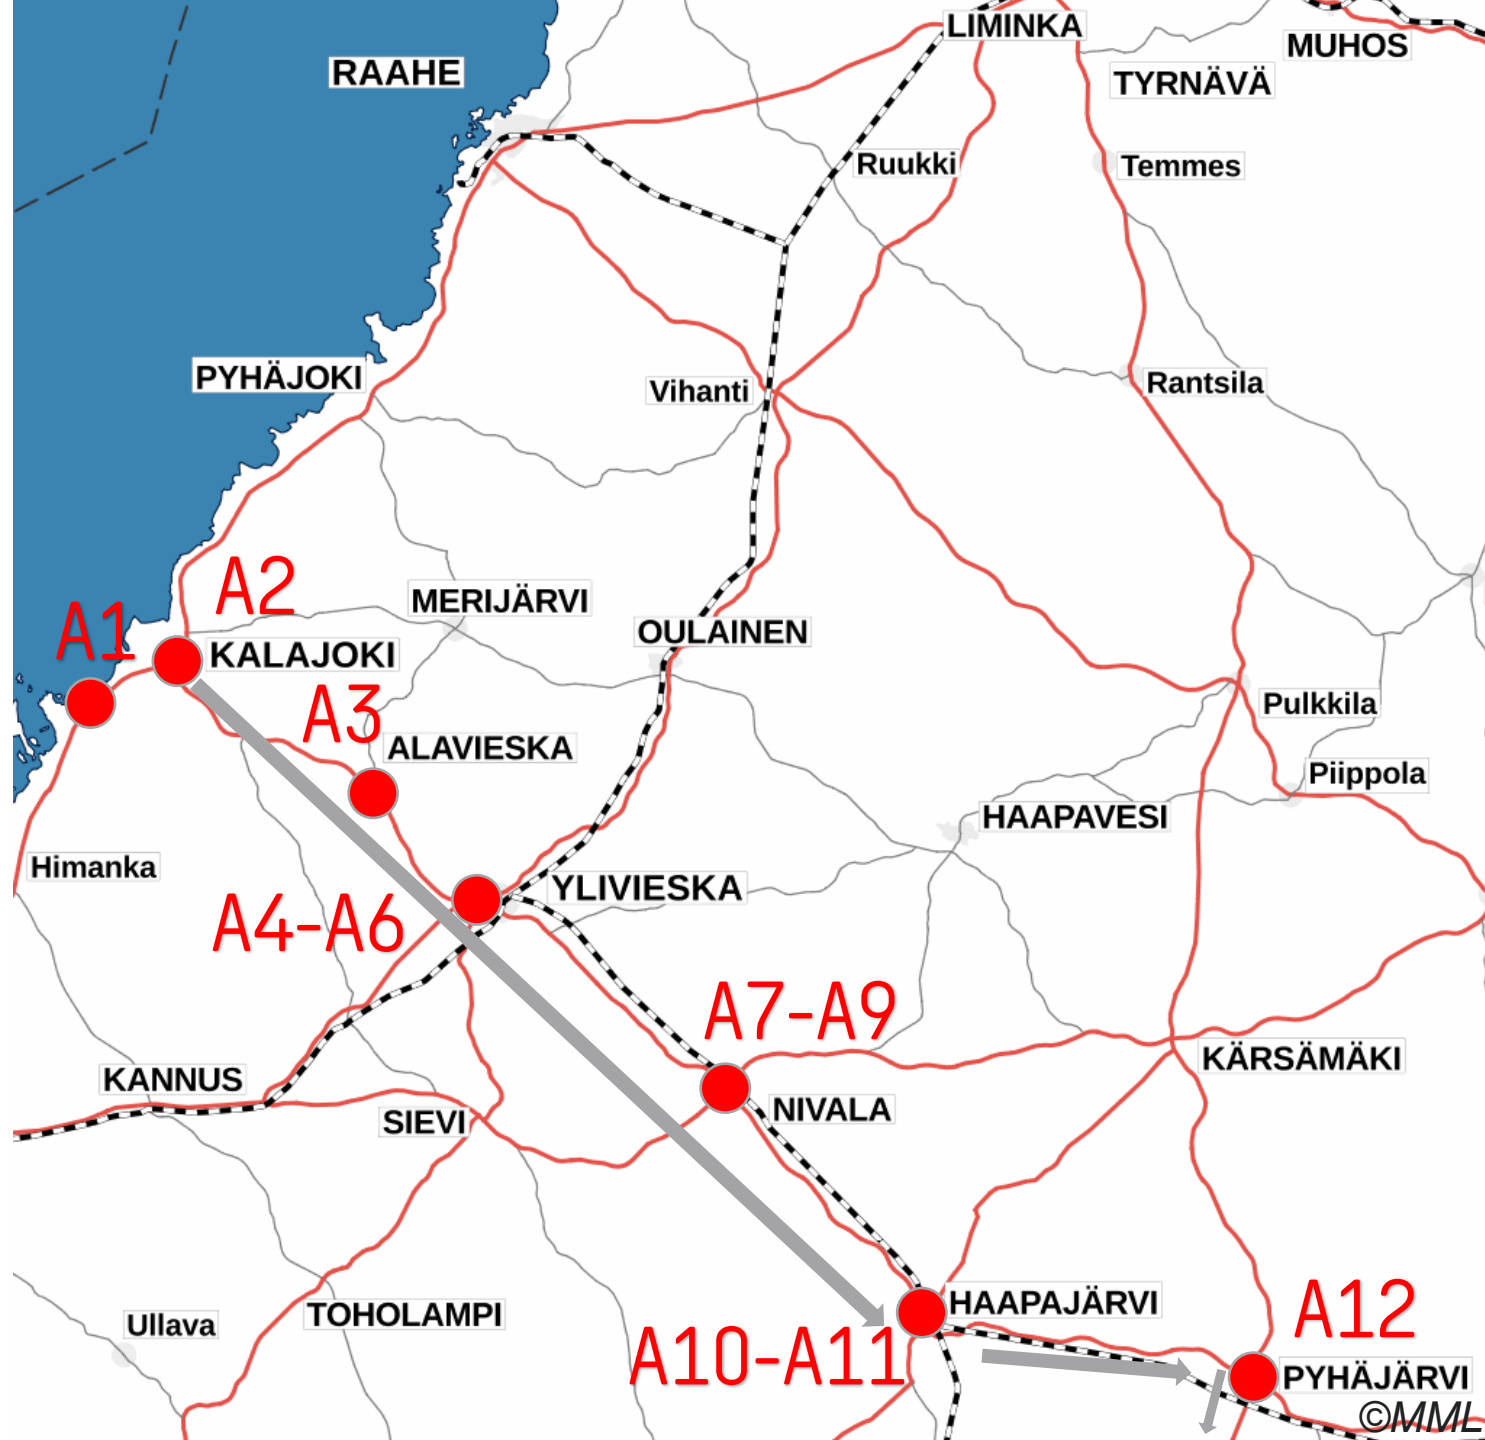 LIMINKA
MUHOS
RAAHE
TYRNÄVÄ
Ruukki
Temmes
PYHÄJOKI
Vihanti
Rantsila
A2
MERIJÄRVI
A1
OULAINEN
KALAJOKI
A3
Pulkkila
ALAVIESKA
Piippola
HAAPAVESI
Himanka
YLIVIESKA
A4-A6
A7-A9
KÄRSÄMÄKI
KANNUS
NIVALA
SIEVI
HAAPAJÄRVI
A12
TOHOLAMPI
Ullava
A10-A11
PYHÄJÄRVI
©MML